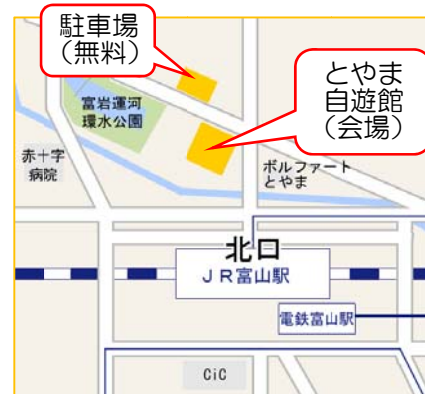 駐車場
（無料）
とやま
自遊館
（会場）
富岩運河
環水公園
赤十字
病院
ボルファート
とやま
北口
ＪＲ富山駅
電鉄富山駅
CiC